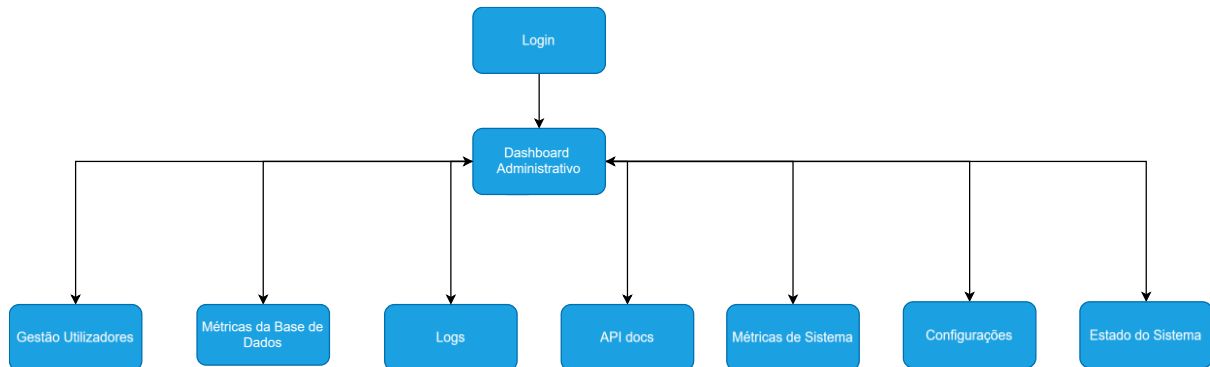 Login
Dashboard
Administrativo
Gestão Utilizadores
Métricas da Base de
Dados
Logs
API docs
Métricas de Sistema
Configurações
Estado do Sistema